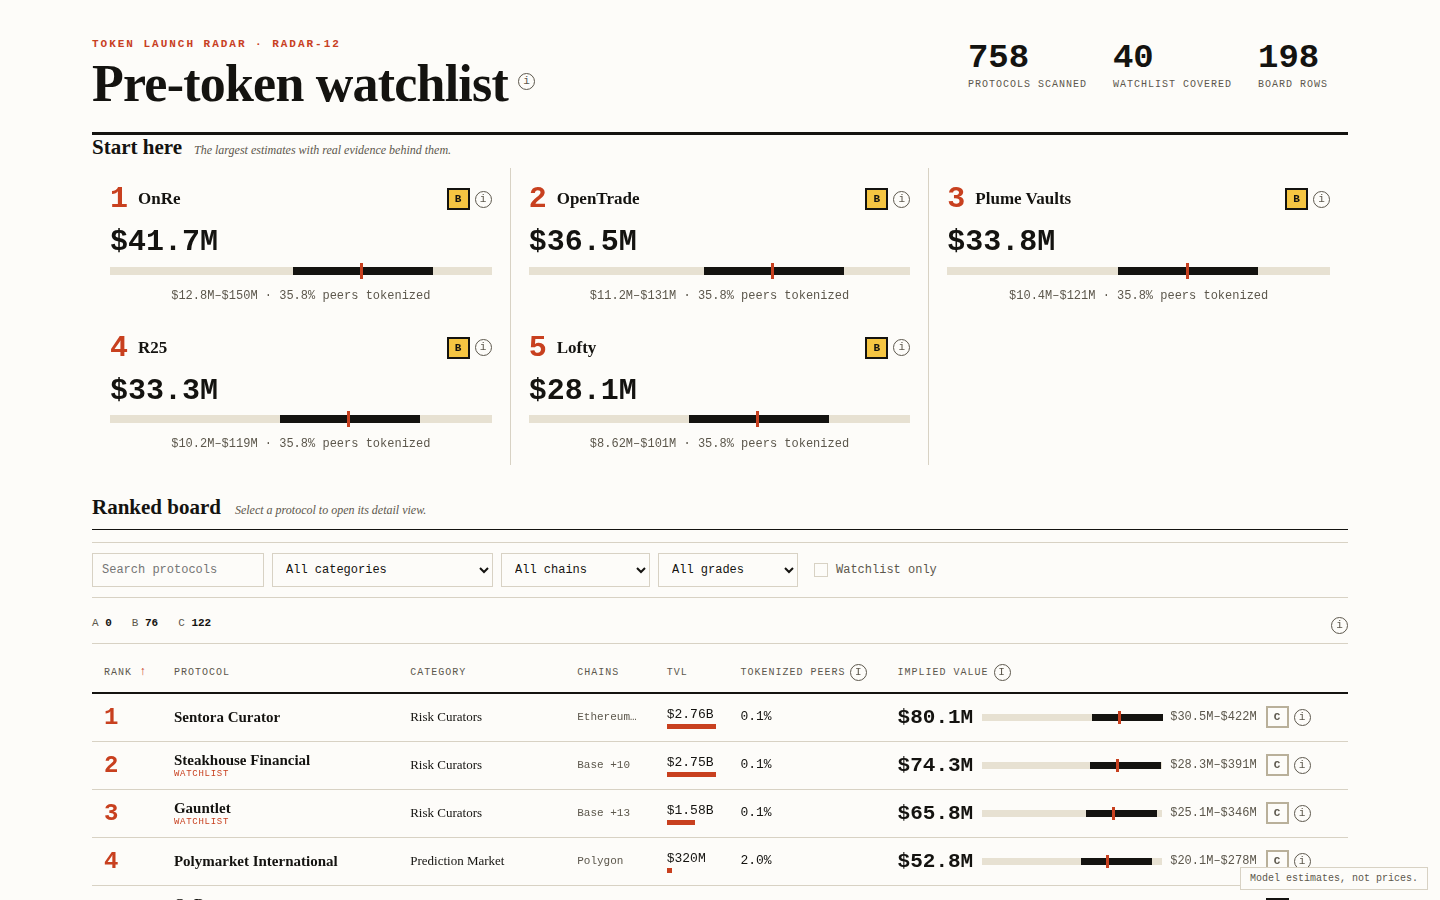 TOKEN LAUNCH RADAR · RADAR-12
Pre-token watchlist i
758 40 198
PROTOCOLS SCANNED WATCHLIST COVERED BOARD ROWS
Start here The largest estimates with real evidence behind them.
1 OnRe B i
$41.7M
$12.8M–$150M · 35.8% peers tokenized
2 OpenTrade B i
$36.5M
$11.2M–$131M · 35.8% peers tokenized
3 Plume Vaults B i
$33.8M
$10.4M–$121M · 35.8% peers tokenized
4 R25 B i
$33.3M
$10.2M–$119M · 35.8% peers tokenized
5 Lofty B i
$28.1M
$8.62M–$101M · 35.8% peers tokenized
Ranked board Select a protocol to open its detail view.
Search protocols All categories All chains All grades Watchlist only
A 0 B 76 C 122 i
RANK ↑ PROTOCOL CATEGORY CHAINS TVL TOKENIZED PEERS I IMPLIED VALUE I
1 Sentora Curator Risk Curators Ethereum… $2.76B 0.1% $80.1M $30.5M–$422M C i
2 Steakhouse Financial Risk Curators Base +10 $2.75B 0.1% $74.3M $28.3M–$391M C i
WATCHLIST
3 Gauntlet Risk Curators Base +13 $1.58B 0.1% $65.8M $25.1M–$346M C i
WATCHLIST
4 Polymarket International Prediction Market Polygon $320M 2.0% $52.8M $20.1M–$278M C i
Model estimates, not prices.